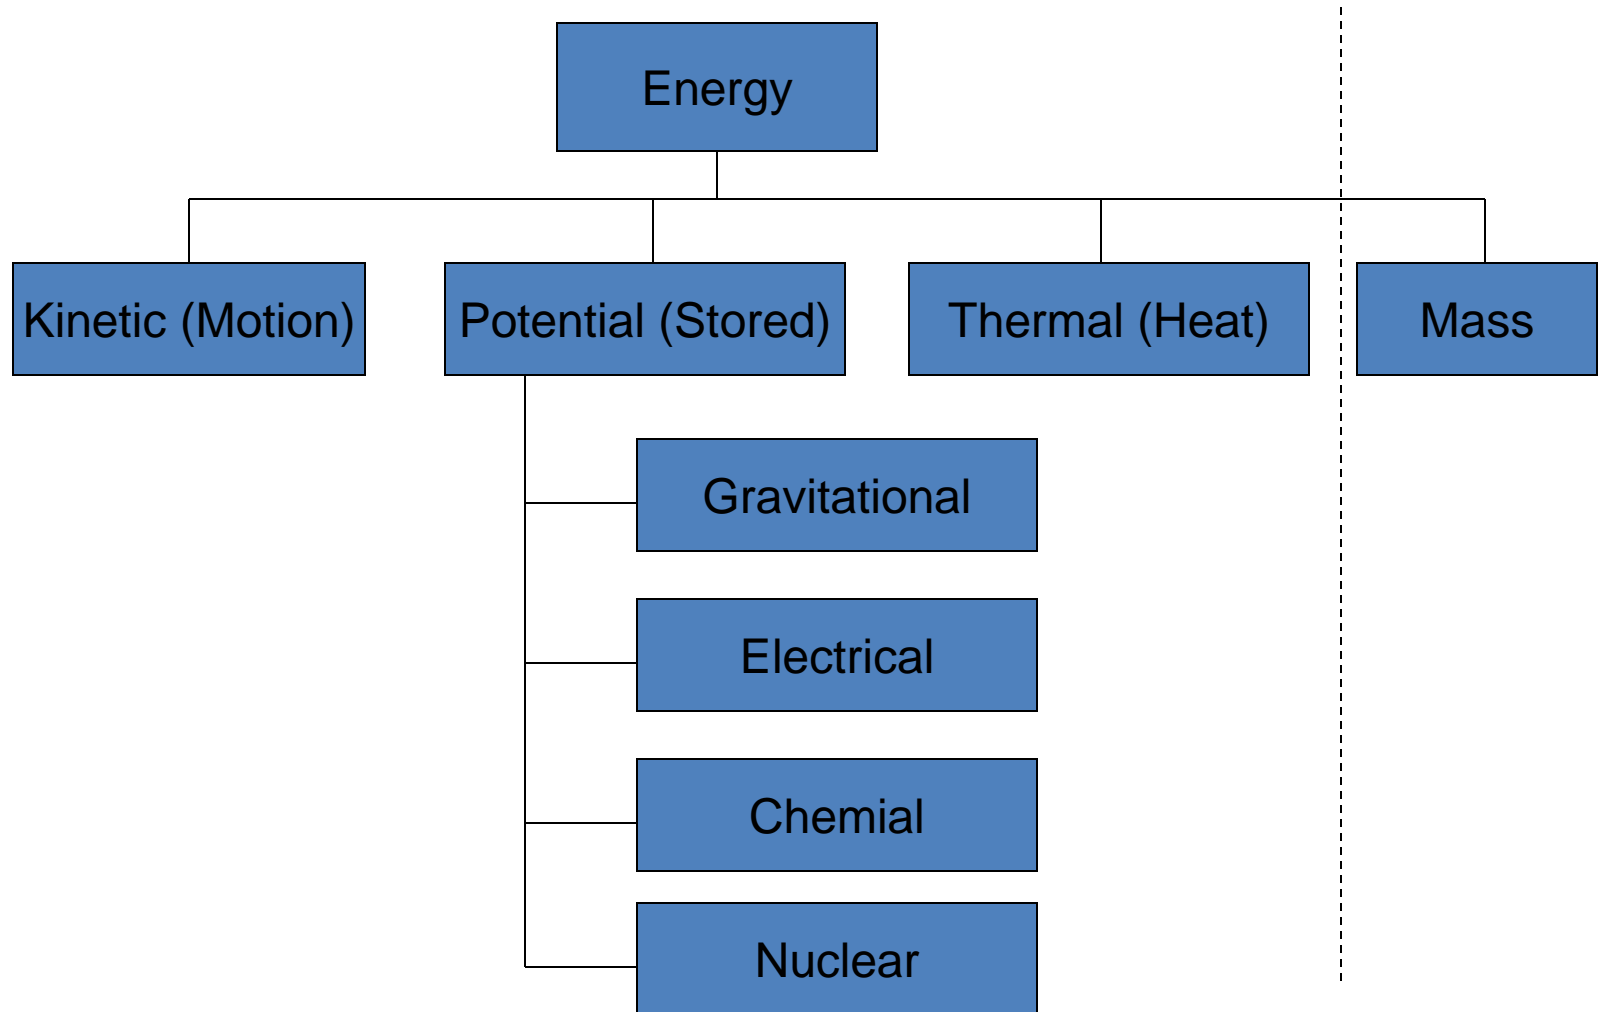 Energy
Kinetic (Motion)
Potential (Stored)
Thermal (Heat)
Mass
Gravitational
Electrical
Chemial
Nuclear